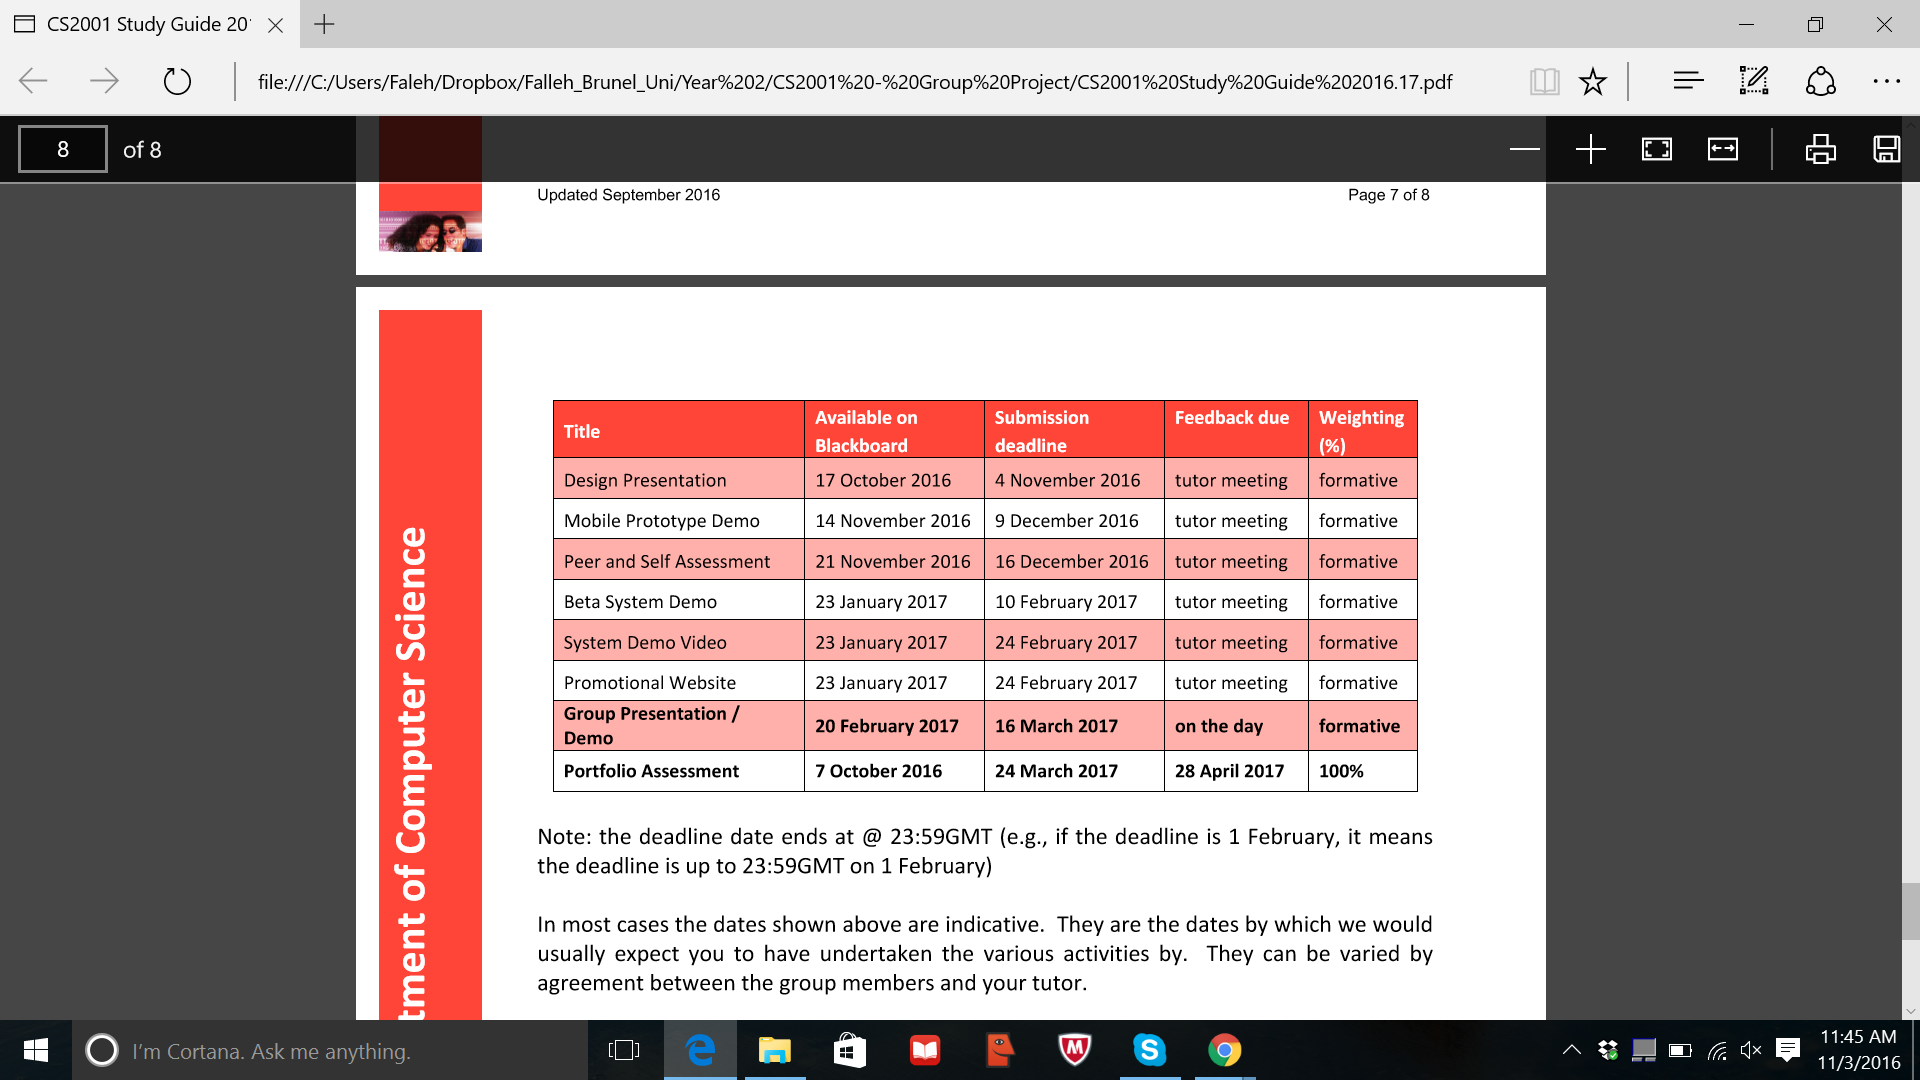 CS2001 Study Guide 201
file:///C:/Users/Faleh/Dropbox/Falleh_Brunel_Uni/Year%202/CS2001%20-%20Group%20Project/CS2001%20Study%20Guide%202016.17.pdf
8 of 8
Updated September 2016 Page 7 of 8
tment of Computer Science
Title Available on Blackboard Submission deadline Feedback due Weighting (%)
Design Presentation 17 October 2016 4 November 2016 tutor meeting formative
Mobile Prototype Demo 14 November 2016 9 December 2016 tutor meeting formative
Peer and Self Assessment 21 November 2016 16 December 2016 tutor meeting formative
Beta System Demo 23 January 2017 10 February 2017 tutor meeting formative
System Demo Video 23 January 2017 24 February 2017 tutor meeting formative
Promotional Website 23 January 2017 24 February 2017 tutor meeting formative
Group Presentation / Demo 20 February 2017 16 March 2017 on the day formative
Portfolio Assessment 7 October 2016 24 March 2017 28 April 2017 100%
Note: the deadline date ends at @ 23:59GMT (e.g., if the deadline is 1 February, it means
the deadline is up to 23:59GMT on 1 February)
In most cases the dates shown above are indicative. They are the dates by which we would
usually expect you to have undertaken the various activities by. They can be varied by
agreement between the group members and your tutor.
I'm Cortana. Ask me anything.
11:45 AM
11/3/2016